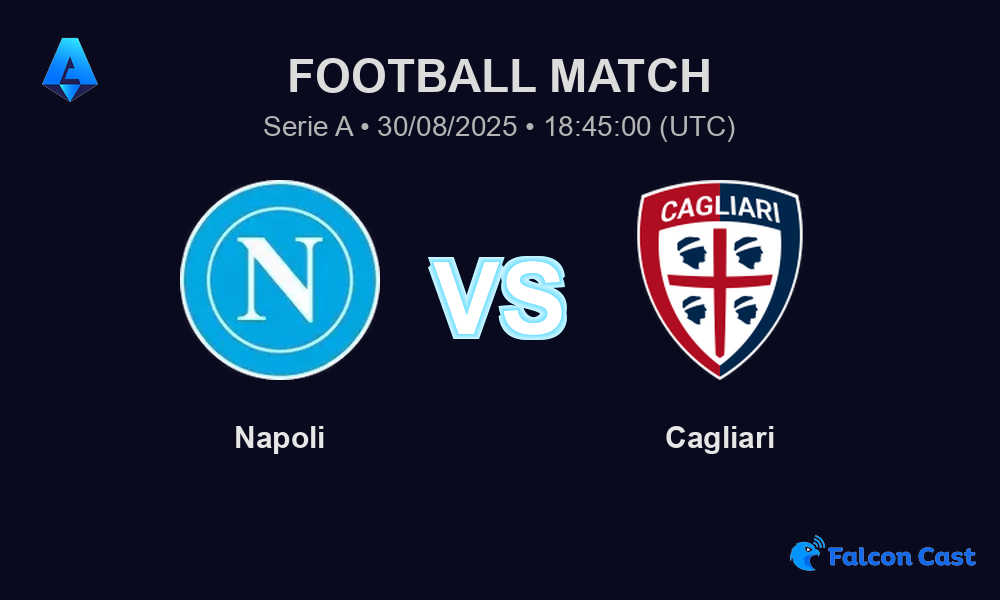 FOOTBALL MATCH
Serie A • 30/08/2025 • 18:45:00 (UTC)
N
CAGLIARI
VS
Napoli
Cagliari
Falcon Cast